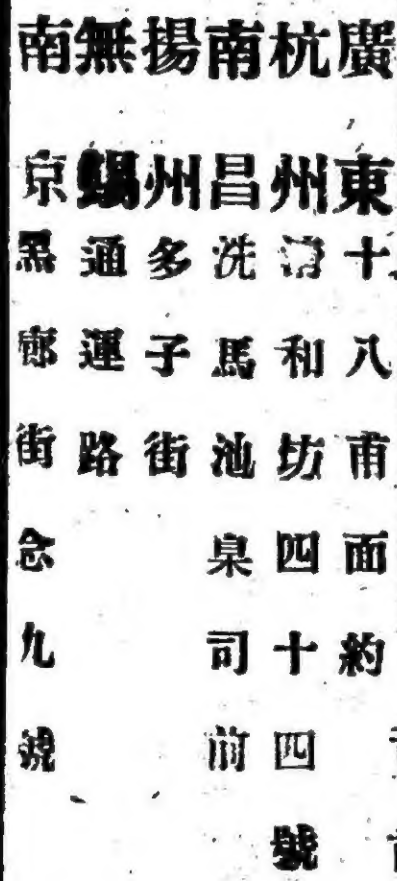 廣東十八甫面約
杭州清和坊四十四號
南昌洗馬池臬司前
揚州多子街
無錫通運路
南京黑廊街念九號